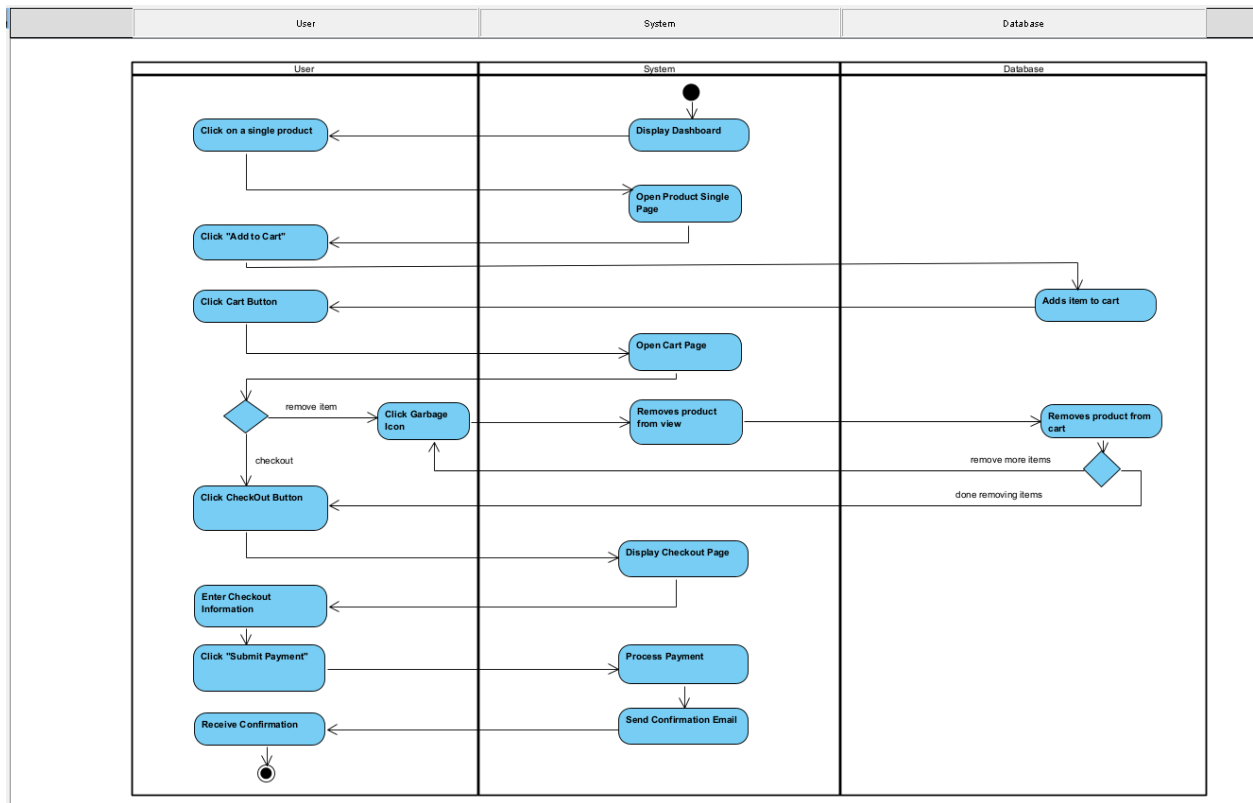 User
System
Database
User
System
Database
Click on a single product
Display Dashboard
Open Product Single
Page
Click "Add to Cart"
Click Cart Button
Adds item to cart
Open Cart Page
remove item
Click Garbage
Icon
Removes product
from view
Removes product from
cart
checkout
remove more items
Click CheckOut Button
done removing items
Display Checkout Page
Enter Checkout
Information
Click "Submit Payment"
Process Payment
Receive Confirmation
Send Confirmation Email